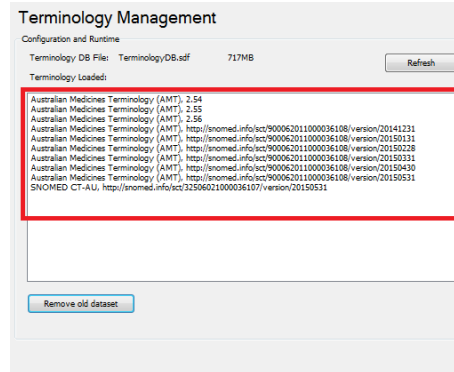 Terminology Management
Configuration and Runtime
Terminology DB File: TerminologyDB.sdf 717MB
Refresh
Terminology Loaded:
Australian Medicines Terminology (AMT), 2.54
Australian Medicines Terminology (AMT), 2.55
Australian Medicines Terminology (AMT), 2.56
Australian Medicines Terminology (AMT), http://snomed.info/sct/900062011000036108/version/20141231
Australian Medicines Terminology (AMT), http://snomed.info/sct/900062011000036108/version/20150131
Australian Medicines Terminology (AMT), http://snomed.info/sct/900062011000036108/version/20150228
Australian Medicines Terminology (AMT), http://snomed.info/sct/900062011000036108/version/20150331
Australian Medicines Terminology (AMT), http://snomed.info/sct/900062011000036108/version/20150430
Australian Medicines Terminology (AMT), http://snomed.info/sct/900062011000036108/version/20150531
SNOMED CT-AU, http://snomed.info/sct/32506021000036107/version/20150531
Remove old dataset